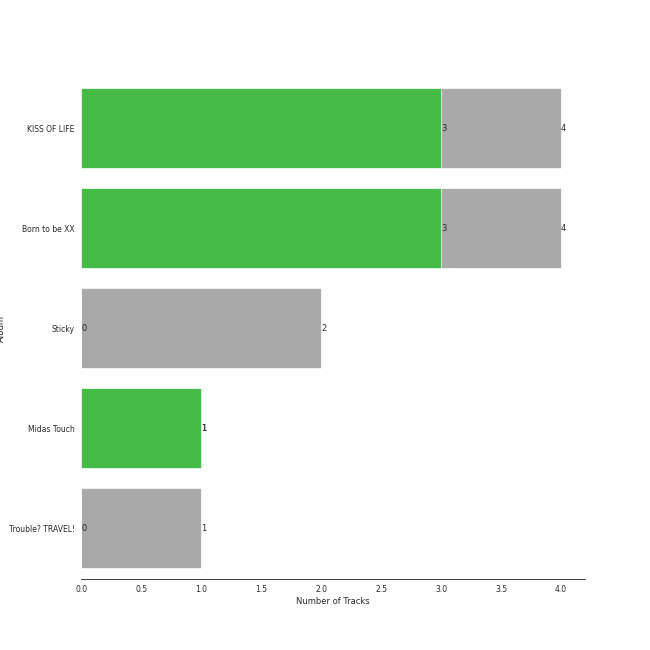 KISS OF LIFE 3 4
Born to be XX 3 4
Sticky 0 2
Midas Touch 1
Trouble? TRAVEL! 0 1
Album
0.0 0.5 1.0 1.5 2.0 2.5 3.0 3.5 4.0
Number of Tracks